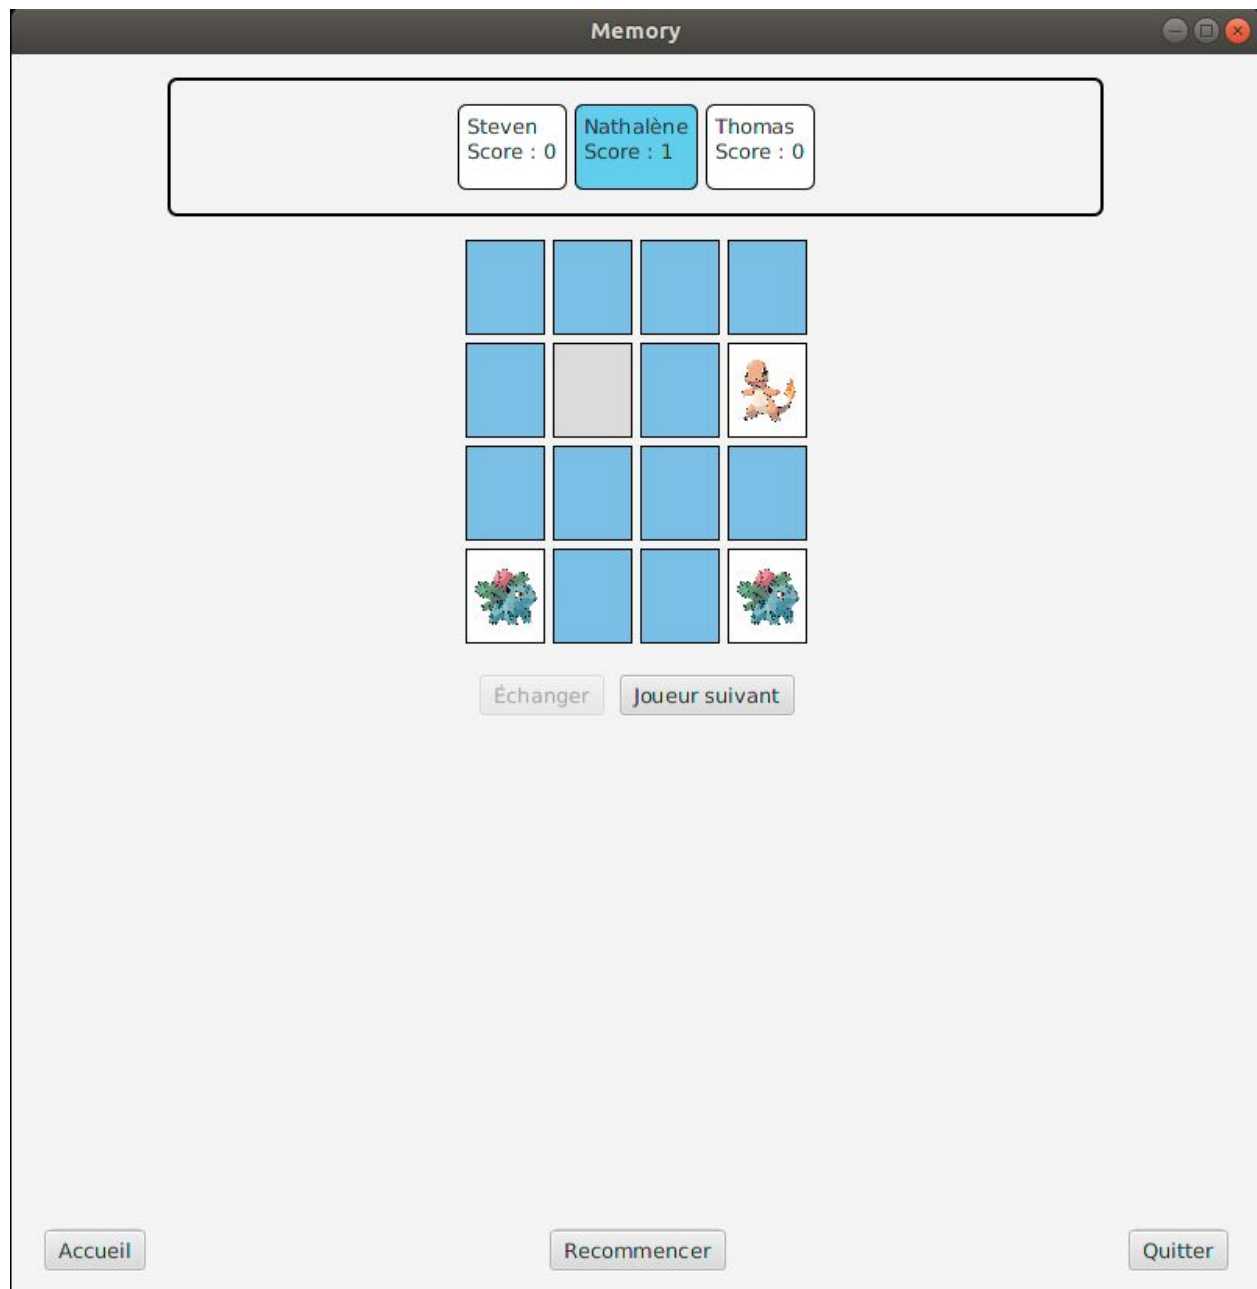 Memory
Steven
Score : 0
Nathalène
Score : 1
Thomas
Score : 0
Échanger
Joueur suivant
Accueil
Recommencer
Quitter